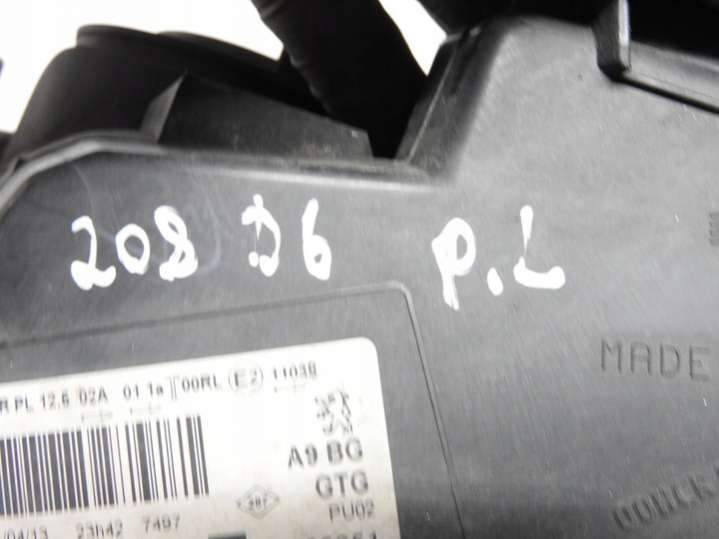 208 D6 P.L
MADE
R PL 12.6 02A 01 1a 00RL E2 11038
A9 BG
GTG
PU02
/04/13 23h42 7497